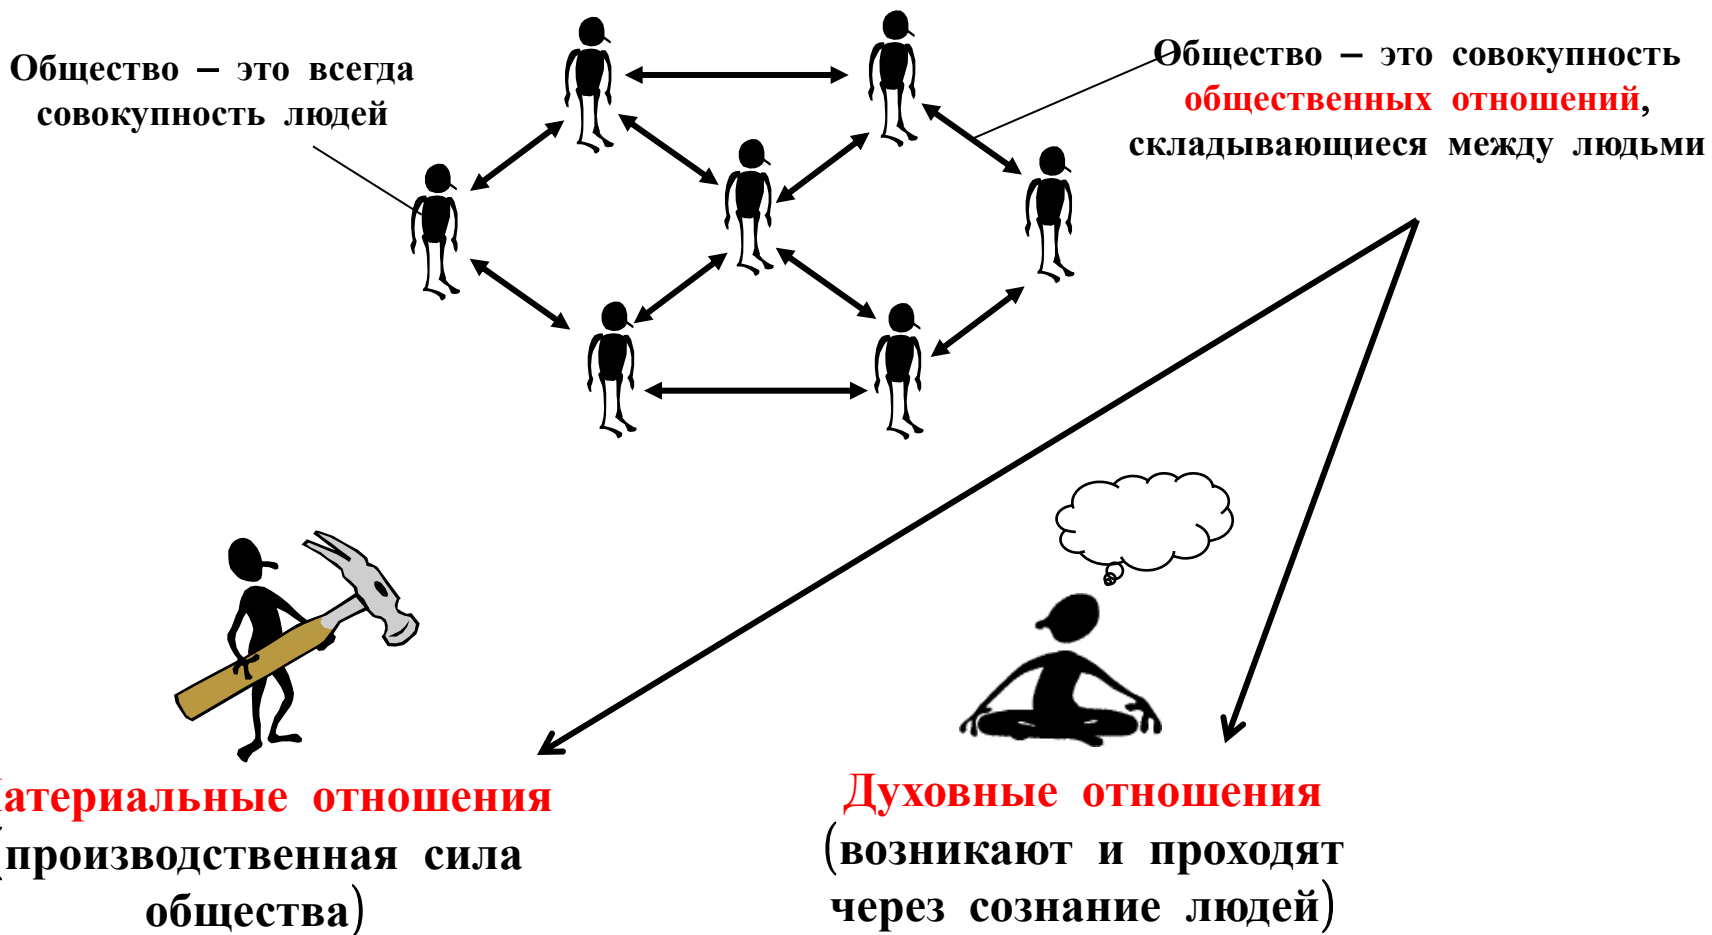 Общество – это всегда
совокупность людей
Общество – это совокупность
общественных отношений,
складывающиеся между людьми
атериальные отношения
(производственная сила
общества)
Духовные отношения
(возникают и проходят
через сознание людей)